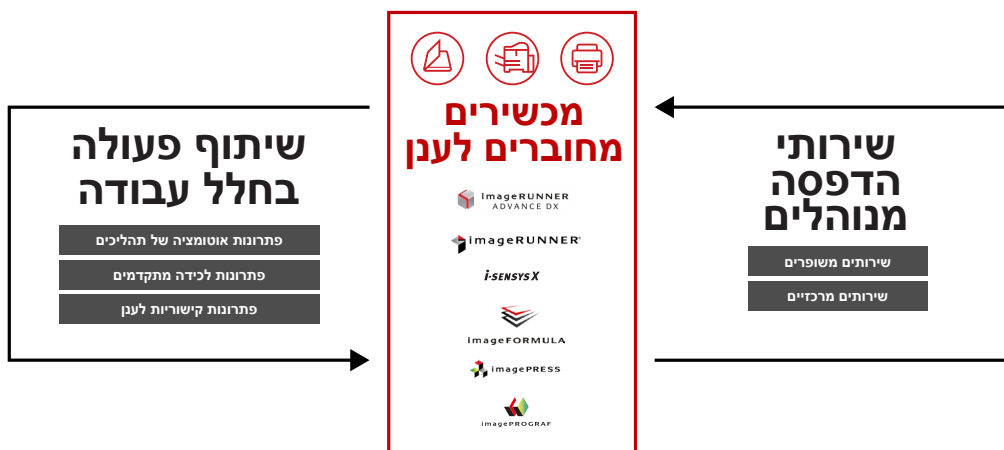 שירותי
הדפסה
מנוהלים
שירותים משופרים
שירותים מרכזיים
מכשירים
מחוברים לענן
imageRUNNER
ADVANCE DX
imageRUNNER
i-SENSYS X
imageFORMULA
imagePRESS
imagePROGRAF
שיתוף פעולה
בחלל עבודה
פתרונות אוטומציה של תהליכים
פתרונות לכידה מתקדמים
פתרונות קישוריות לענן